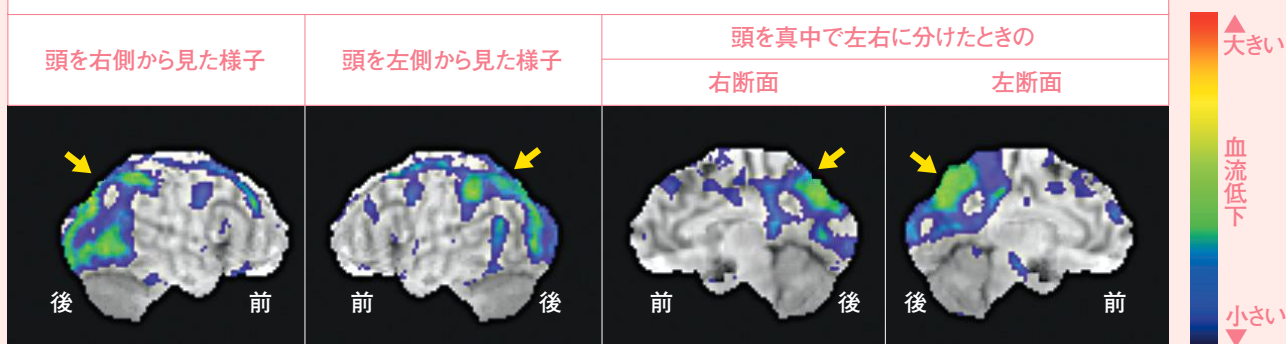 頭を右側から見た様子
頭を左側から見た様子
頭を真中で左右に分けたときの
右断面
左断面
後
前
前
後
前
後
後
前
▲
大きい
血流低下
小さい
▼